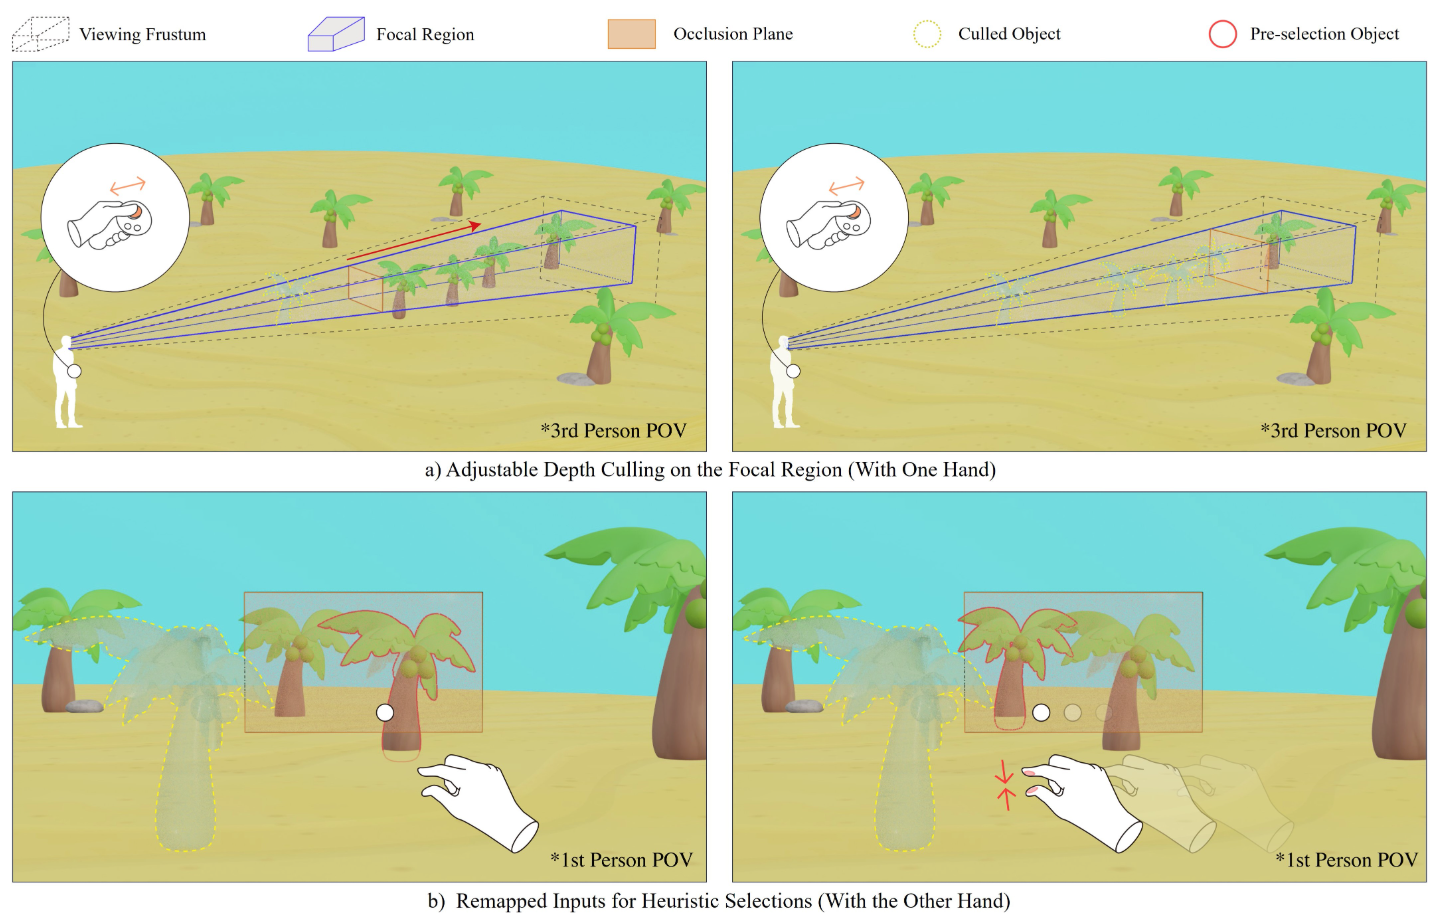 Viewing Frustum
Focal Region
Occlusion Plane
Culled Object
Pre-selection Object
*3rd Person POV
*3rd Person POV
a) Adjustable Depth Culling on the Focal Region (With One Hand)
*1st Person POV
*1st Person POV
b) Remapped Inputs for Heuristic Selections (With the Other Hand)